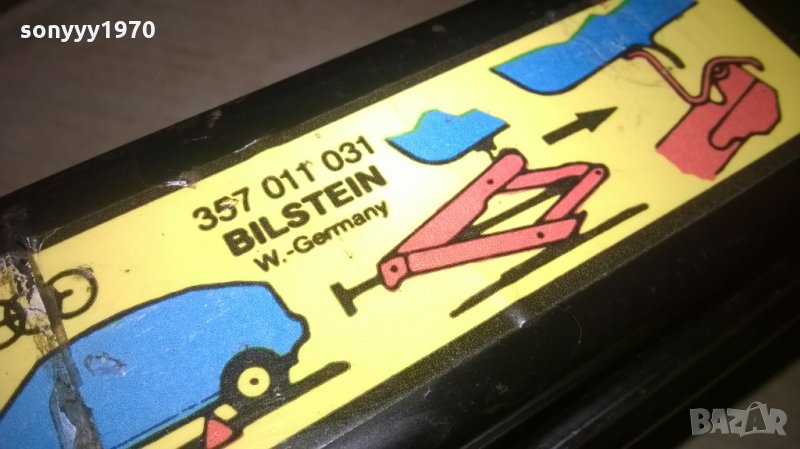 sonyyy1970
357 011 031
BILSTEIN
W.-Germany
BAZAR